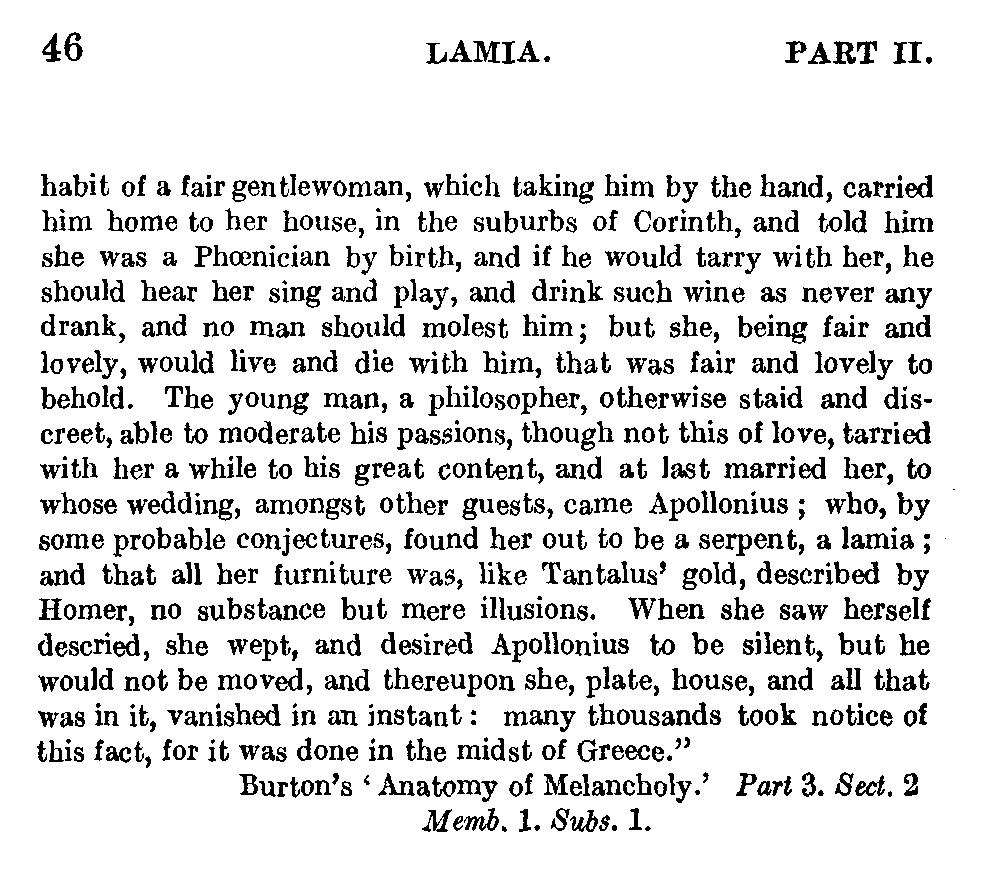 46 LAMIA. PART II.
habit of a fair gentlewoman, which taking him by the hand, carried
him home to her house, in the suburbs of Corinth, and told him
she was a Phœnician by birth, and if he would tarry with her, he
should hear her sing and play, and drink such wine as never any
drank, and no man should molest him; but she, being fair and
lovely, would live and die with him, that was fair and lovely to
behold. The young man, a philosopher, otherwise staid and dis-
creet, able to moderate his passions, though not this of love, tarried
with her a while to his great content, and at last married her, to
whose wedding, amongst other guests, came Apollonius; who, by
some probable conjectures, found her out to be a serpent, a lamia;
and that all her furniture was, like Tantalus' gold, described by
Homer, no substance but mere illusions. When she saw herself
descried, she wept, and desired Apollonius to be silent, but he
would not be moved, and thereupon she, plate, house, and all that
was in it, vanished in an instant: many thousands took notice of
this fact, for it was done in the midst of Greece."
Burton's 'Anatomy of Melancholy.' Part 3. Sect. 2
Memb. 1. Subs. 1.